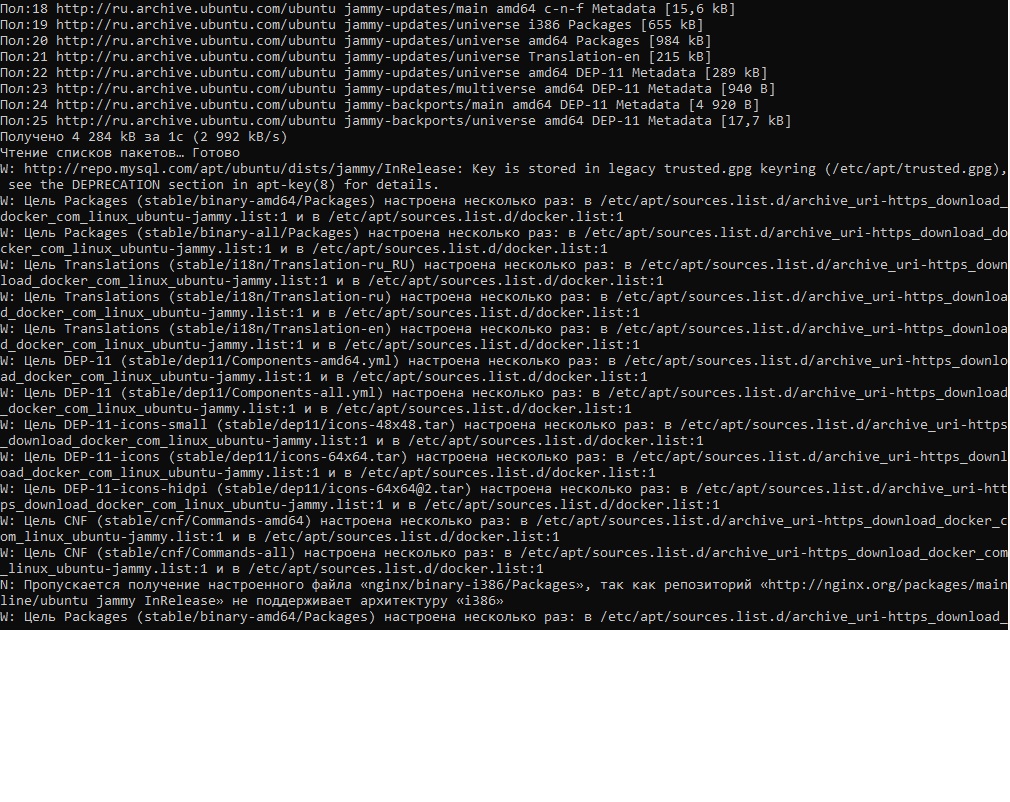 Пол:18 http://ru.archive.ubuntu.com/ubuntu jammy-updates/main amd64 c-n-f Metadata [15,6 kB]
Пол:19 http://ru.archive.ubuntu.com/ubuntu jammy-updates/universe i386 Packages [655 kB]
Пол:20 http://ru.archive.ubuntu.com/ubuntu jammy-updates/universe amd64 Packages [984 kB]
Пол:21 http://ru.archive.ubuntu.com/ubuntu jammy-updates/universe Translation-en [215 kB]
Пол:22 http://ru.archive.ubuntu.com/ubuntu jammy-updates/universe amd64 DEP-11 Metadata [289 kB]
Пол:23 http://ru.archive.ubuntu.com/ubuntu jammy-updates/multiverse amd64 DEP-11 Metadata [940 B]
Пол:24 http://ru.archive.ubuntu.com/ubuntu jammy-backports/main amd64 DEP-11 Metadata [4 920 B]
Пол:25 http://ru.archive.ubuntu.com/ubuntu jammy-backports/universe amd64 DEP-11 Metadata [17,7 kB]
Получено 4 284 kB за 1с (2 992 kB/s)
Чтение списков пакетов… Готово
W: http://repo.mysql.com/apt/ubuntu/dists/jammy/InRelease: Key is stored in legacy trusted.gpg keyring (/etc/apt/trusted.gpg),
 see the DEPRECATION section in apt-key(8) for details.
W: Цель Packages (stable/binary-amd64/Packages) настроена несколько раз: в /etc/apt/sources.list.d/archive_uri-https_download_
docker_com_linux_ubuntu-jammy.list:1 и в /etc/apt/sources.list.d/docker.list:1
W: Цель Packages (stable/binary-all/Packages) настроена несколько раз: в /etc/apt/sources.list.d/archive_uri-https_download_do
cker_com_linux_ubuntu-jammy.list:1 и в /etc/apt/sources.list.d/docker.list:1
W: Цель Translations (stable/i18n/Translation-ru_RU) настроена несколько раз: в /etc/apt/sources.list.d/archive_uri-https_down
load_docker_com_linux_ubuntu-jammy.list:1 и в /etc/apt/sources.list.d/docker.list:1
W: Цель Translations (stable/i18n/Translation-ru) настроена несколько раз: в /etc/apt/sources.list.d/archive_uri-https_downloa
d_docker_com_linux_ubuntu-jammy.list:1 и в /etc/apt/sources.list.d/docker.list:1
W: Цель Translations (stable/i18n/Translation-en) настроена несколько раз: в /etc/apt/sources.list.d/archive_uri-https_downloa
d_docker_com_linux_ubuntu-jammy.list:1 и в /etc/apt/sources.list.d/docker.list:1
W: Цель DEP-11 (stable/dep11/Components-amd64.yml) настроена несколько раз: в /etc/apt/sources.list.d/archive_uri-https_downlo
ad_docker_com_linux_ubuntu-jammy.list:1 и в /etc/apt/sources.list.d/docker.list:1
W: Цель DEP-11 (stable/dep11/Components-all.yml) настроена несколько раз: в /etc/apt/sources.list.d/archive_uri-https_download
_docker_com_linux_ubuntu-jammy.list:1 и в /etc/apt/sources.list.d/docker.list:1
W: Цель DEP-11-icons-small (stable/dep11/icons-48x48.tar) настроена несколько раз: в /etc/apt/sources.list.d/archive_uri-https
_download_docker_com_linux_ubuntu-jammy.list:1 и в /etc/apt/sources.list.d/docker.list:1
W: Цель DEP-11-icons (stable/dep11/icons-64x64.tar) настроена несколько раз: в /etc/apt/sources.list.d/archive_uri-https_downl
oad_docker_com_linux_ubuntu-jammy.list:1 и в /etc/apt/sources.list.d/docker.list:1
W: Цель DEP-11-icons-hidpi (stable/dep11/icons-64x64@2.tar) настроена несколько раз: в /etc/apt/sources.list.d/archive_uri-htt
ps_download_docker_com_linux_ubuntu-jammy.list:1 и в /etc/apt/sources.list.d/docker.list:1
W: Цель CNF (stable/cnf/Commands-amd64) настроена несколько раз: в /etc/apt/sources.list.d/archive_uri-https_download_docker_c
om_linux_ubuntu-jammy.list:1 и в /etc/apt/sources.list.d/docker.list:1
W: Цель CNF (stable/cnf/Commands-all) настроена несколько раз: в /etc/apt/sources.list.d/archive_uri-https_download_docker_com
_linux_ubuntu-jammy.list:1 и в /etc/apt/sources.list.d/docker.list:1
N: Пропускается получение настроенного файла «nginx/binary-i386/Packages», так как репозиторий «http://nginx.org/packages/main
line/ubuntu jammy InRelease» не поддерживает архитектуру «i386»
W: Цель Packages (stable/binary-amd64/Packages) настроена несколько раз: в /etc/apt/sources.list.d/archive_uri-https_download_